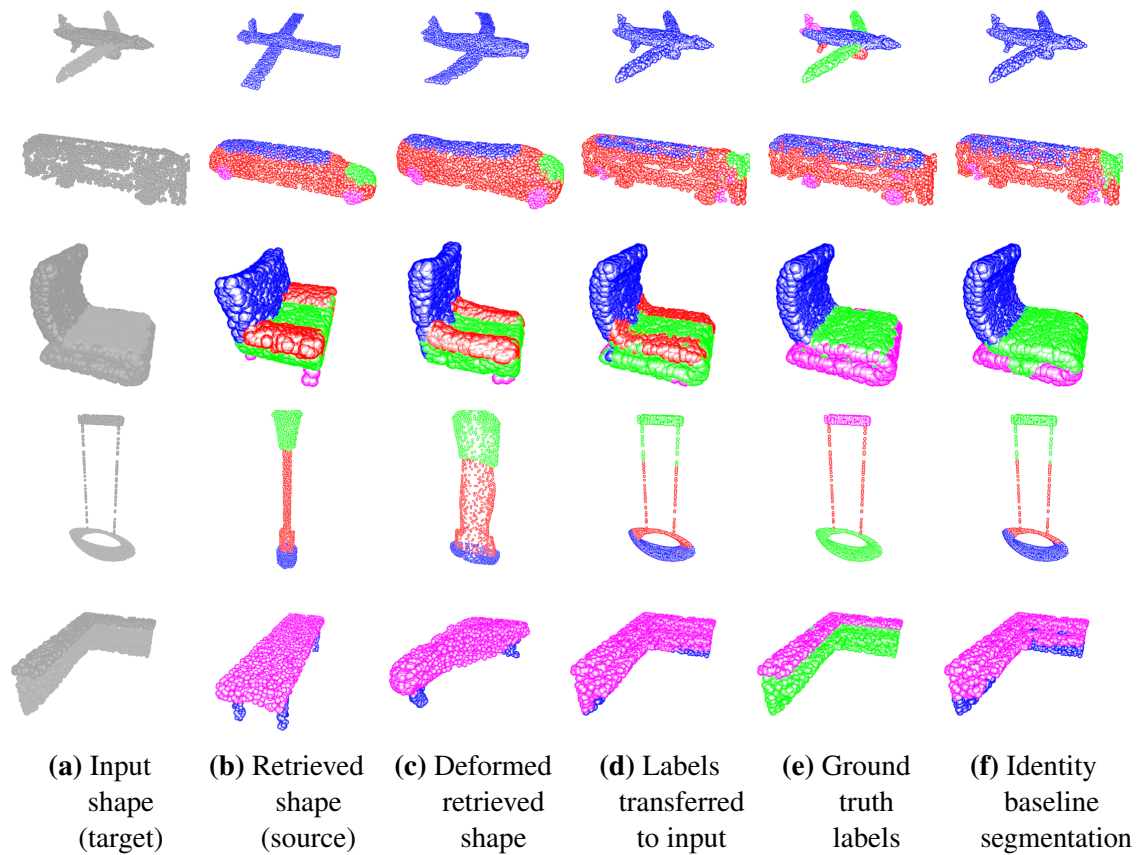 (a) Input
shape
(target)
(b) Retrieved
shape
(source)
(c) Deformed
retrieved
shape
(d) Labels
transferred
to input
(e) Ground
truth
labels
(f) Identity
baseline
segmentation